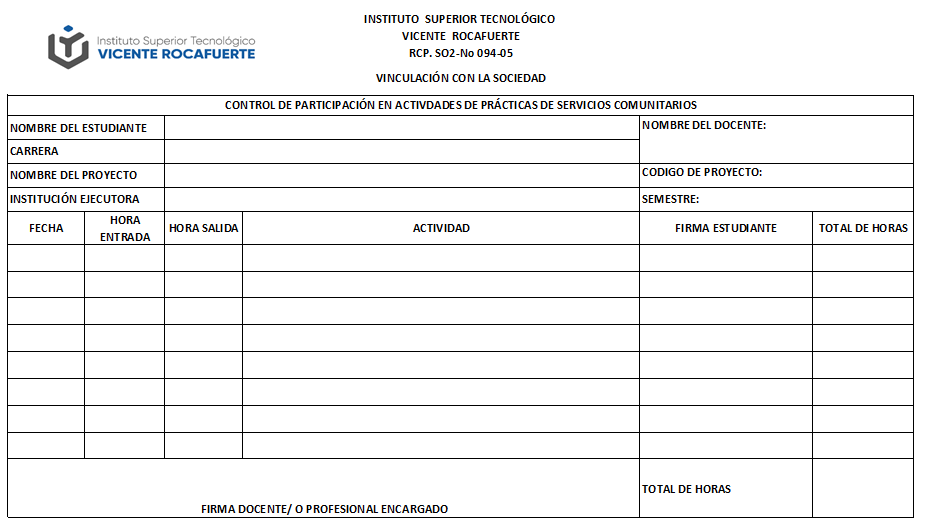 Instituto Superior Tecnológico
VICENTE ROCAFUERTE
INSTITUTO SUPERIOR TECNOLÓGICO
VICENTE ROCAFUERTE
RCP. SO2-No 094-05
VINCULACIÓN CON LA SOCIEDAD
CONTROL DE PARTICIPACIÓN EN ACTIVDADES DE PRÁCTICAS DE SERVICIOS COMUNITARIOS
NOMBRE DEL ESTUDIANTE
NOMBRE DEL DOCENTE:
CARRERA
NOMBRE DEL PROYECTO
CODIGO DE PROYECTO:
INSTITUCIÓN EJECUTORA
SEMESTRE:
FECHA
HORA
ENTRADA
HORA SALIDA
ACTIVIDAD
FIRMA ESTUDIANTE
TOTAL DE HORAS
TOTAL DE HORAS
FIRMA DOCENTE/ O PROFESIONAL ENCARGADO